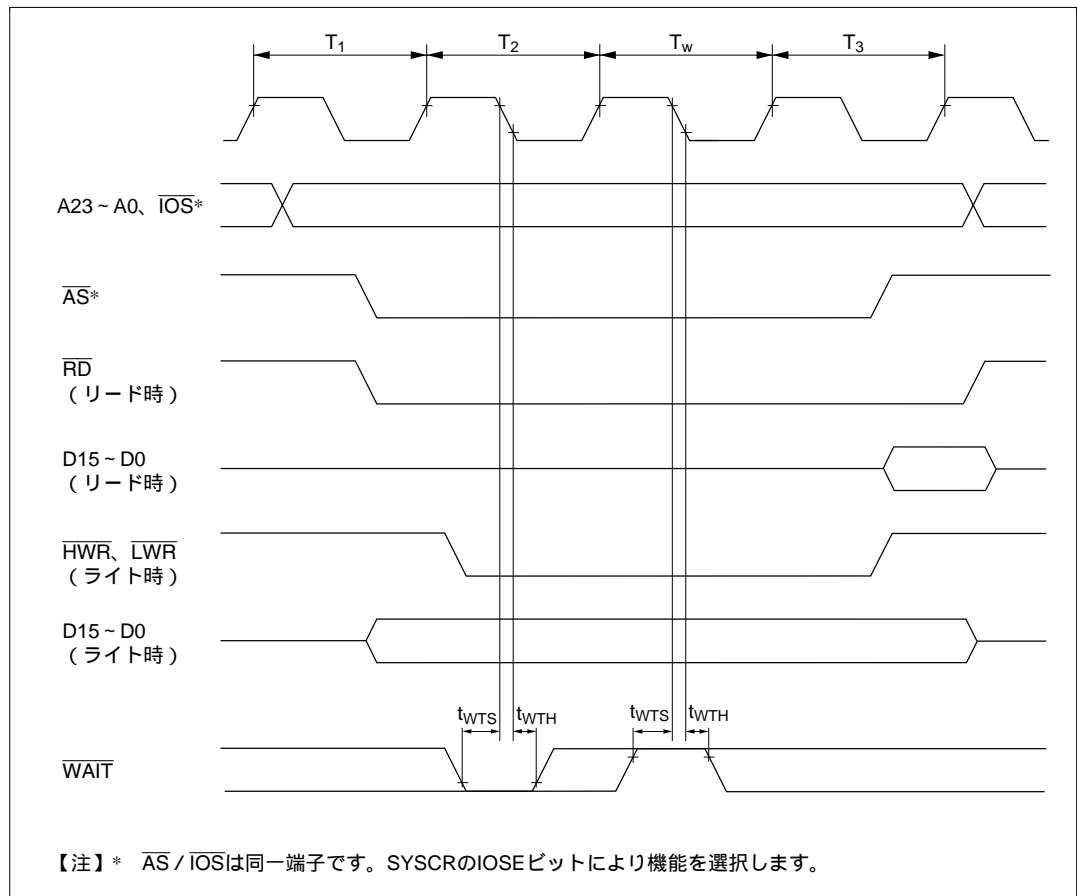 T1 T2 Tw T3
A23～A0、IOS*
AS*
RD
（リード時）
D15～D0
（リード時）
HWR、LWR
（ライト時）
D15～D0
（ライト時）
tWTS tWTH tWTS tWTH
WAIT
【注】* AS / IOSは同一端子です。SYSCRのIOSEビットにより機能を選択します。